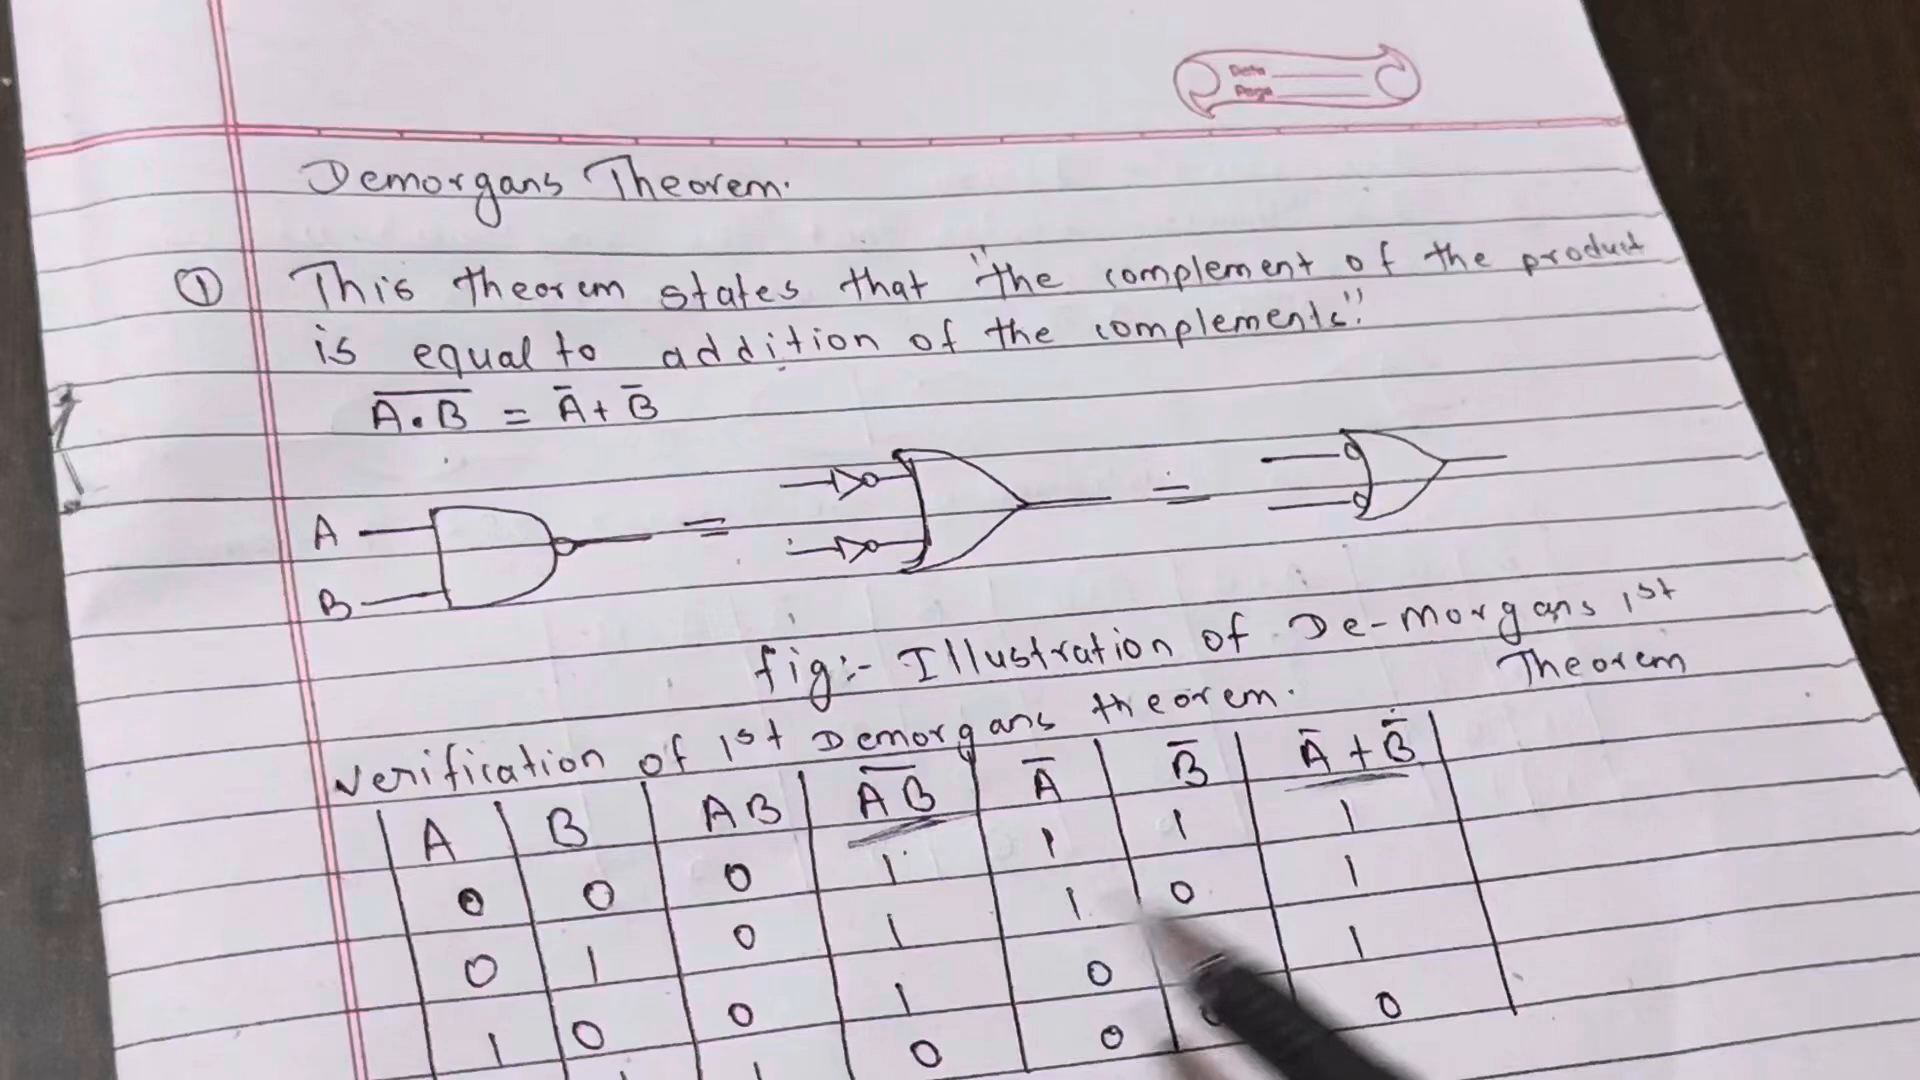 Date
Page
Demorgans Theorem.
① This theorem states that "the complement of the product
is equal to addition of the complements!"
A̅.̅B̅ = A̅ + B̅
A = =
B
fig:- Illustration of De-Morgans 1st
Theorem
verification of 1st Demorgans theorem.
A B AB A̅B̅ A̅ B̅ A̅ + B̅
0 0 0 1 1 1 1
0 1 0 1 1 0 1
1 0 0 1 0 1
0 0 0